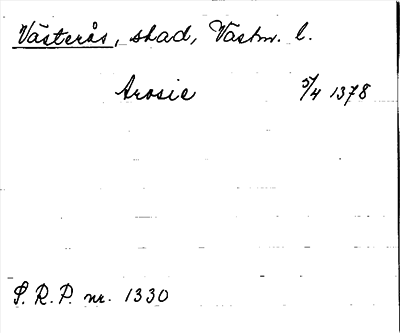 Västerås, stad, Västm. l.
Arosie 5/4 1378
S. R. P. nr. 1330